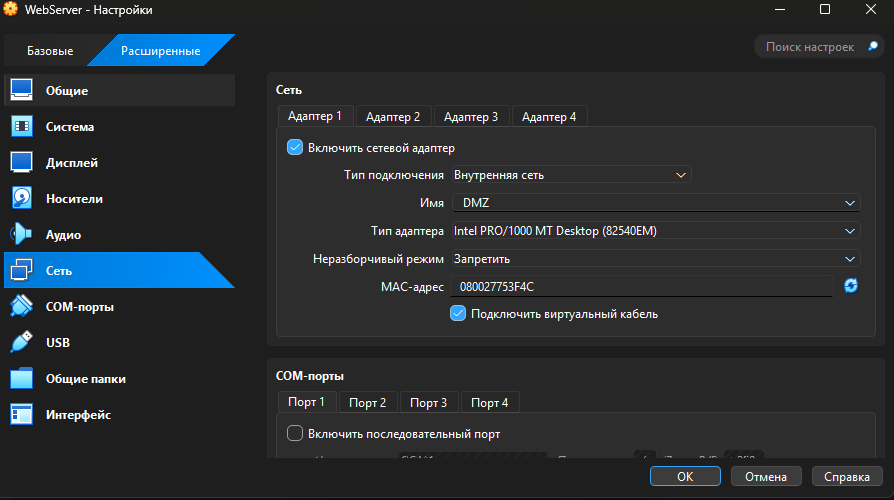 WebServer - Настройки
Базовые Расширенные Поиск настроек
Общие
Система
Дисплей
Носители
Аудио
Сеть
COM-порты
USB
Общие папки
Интерфейс
Сеть
Адаптер 1 Адаптер 2 Адаптер 3 Адаптер 4
Включить сетевой адаптер
Тип подключения Внутренняя сеть
Имя DMZ
Тип адаптера Intel PRO/1000 MT Desktop (82540EM)
Неразборчивый режим Запретить
MAC-адрес 080027753F4C
Подключить виртуальный кабель
COM-порты
Порт 1 Порт 2 Порт 3 Порт 4
Включить последовательный порт
OK Отмена Справка